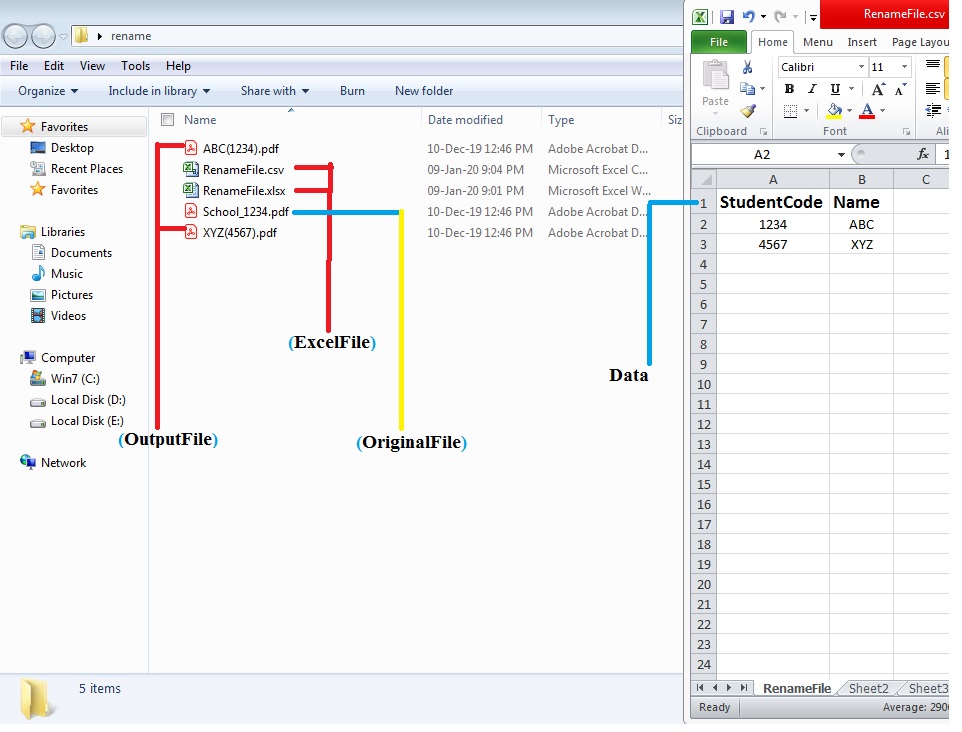 rename
File Edit View Tools Help
Organize Include in library Share with Burn New folder
Favorites
Desktop
Recent Places
Favorites
Libraries
Documents
Music
Pictures
Videos
Computer
Win7 (C:)
Local Disk (D:)
Local Disk (E:)
Network
Name Date modified Type Siz
ABC(1234).pdf 10-Dec-19 12:46 PM Adobe Acrobat D...
RenameFile.csv 09-Jan-20 9:04 PM Microsoft Excel C...
RenameFile.xlsx 09-Jan-20 9:01 PM Microsoft Excel W...
School_1234.pdf 10-Dec-19 12:46 PM Adobe Acrobat D...
XYZ(4567).pdf 10-Dec-19 12:46 PM Adobe Acrobat D...
(ExcelFile)
Data
(OutputFile)
(OriginalFile)
5 items
RenameFile.csv
File Home Menu Insert Page Layou
Paste Calibri 11
B I U A A A
Clipboard Font Ali
A2 fx 1
A B C
1 StudentCode Name
2 1234 ABC
3 4567 XYZ
4
5
6
7
8
9
10
11
12
13
14
15
16
17
18
19
20
21
22
23
24
RenameFile Sheet2 Sheet3
Ready Average: 290